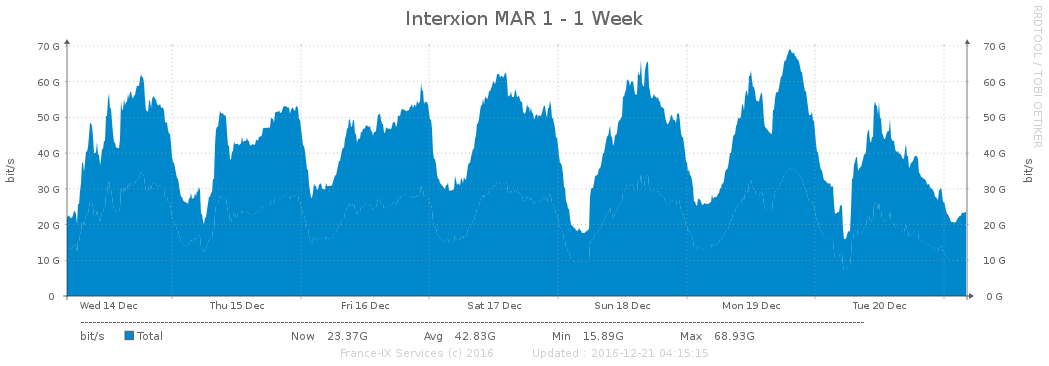 Interxion MAR 1 - 1 Week
RRDTOOL / TOBI OETIKER
bit/s
bit/s
70 G 70 G
60 G 60 G
50 G 50 G
40 G 40 G
30 G 30 G
20 G 20 G
10 G 10 G
0 0 G
Wed 14 Dec Thu 15 Dec Fri 16 Dec Sat 17 Dec Sun 18 Dec Mon 19 Dec Tue 20 Dec
bit/s Total Now 23.37G Avg 42.83G Min 15.89G Max 68.93G
France-IX Services (c) 2016 Updated : 2016-12-21 04:15:15